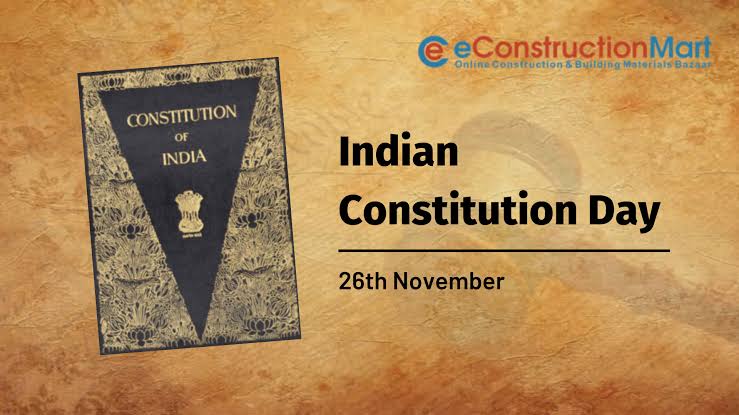 eConstructionMart
Online Construction & Building Materials Bazaar
CONSTITUTION
OF
INDIA
Indian
Constitution Day
26th November